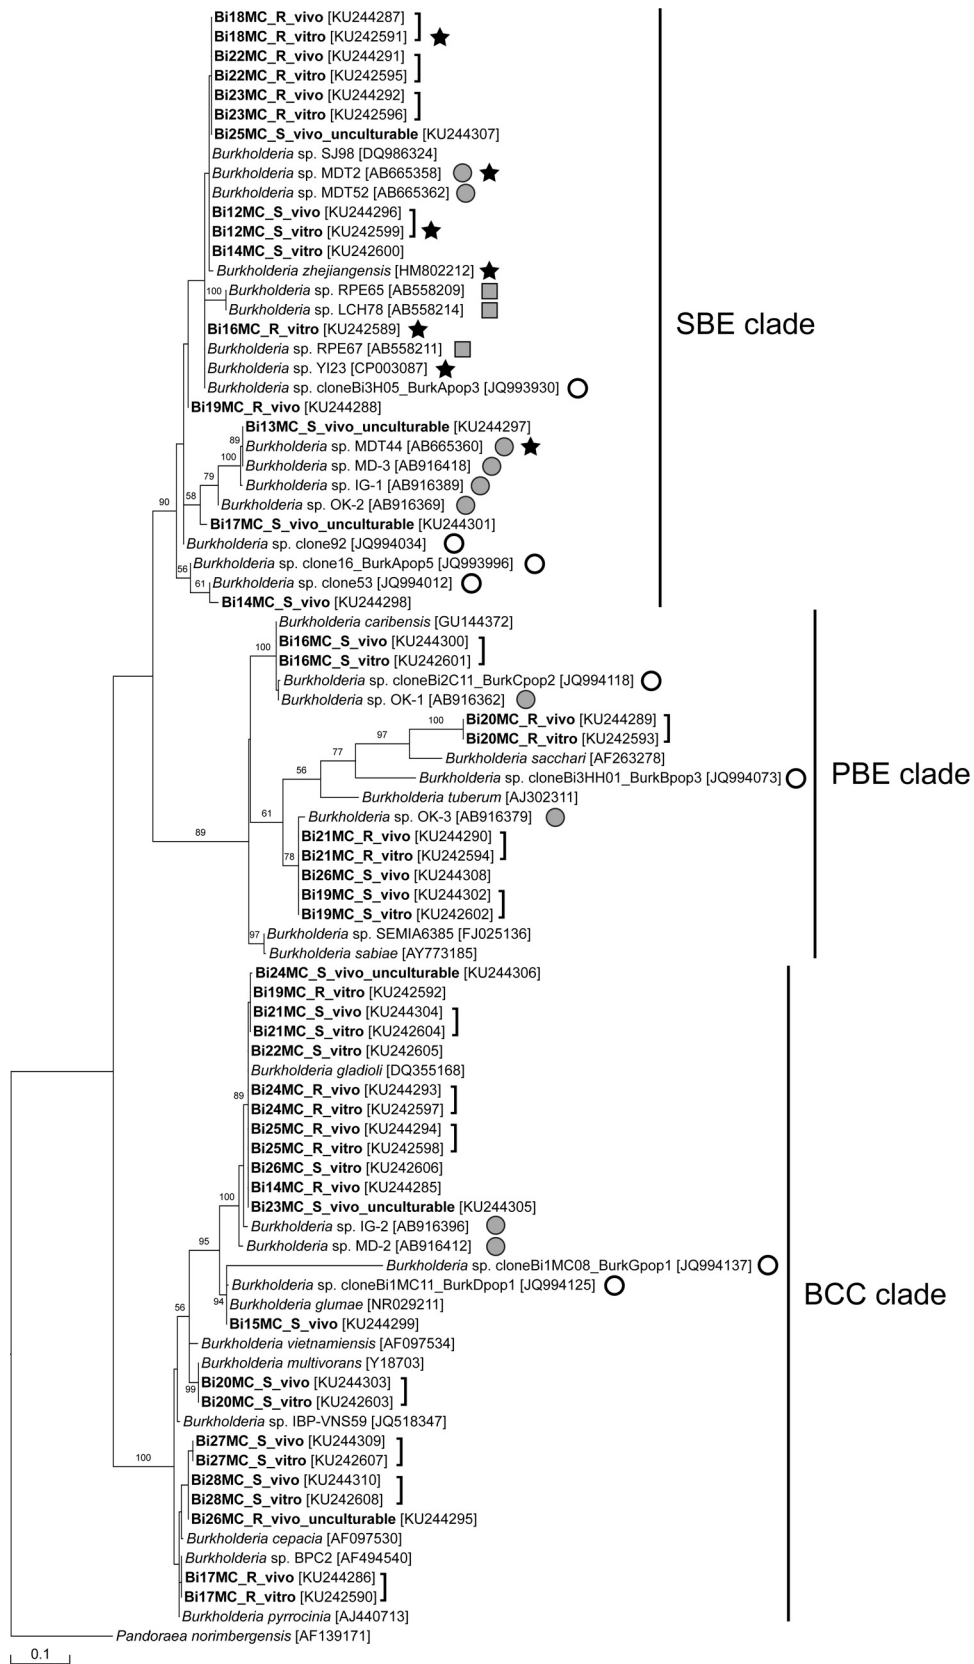 Bi18MC_R_vivo [KU244287]
Bi18MC_R_vitro [KU242591]
Bi22MC_R_vivo [KU244291]
Bi22MC_R_vitro [KU242595]
Bi23MC_R_vivo [KU244292]
Bi23MC_R_vitro [KU242596]
Bi25MC_S_vivo_unculturable [KU244307]
Burkholderia sp. SJ98 [DQ986324]
Burkholderia sp. MDT2 [AB665358]
Burkholderia sp. MDT52 [AB665362]
Bi12MC_S_vivo [KU244296]
Bi12MC_S_vitro [KU242599]
Bi14MC_S_vitro [KU242600]
Burkholderia zhejiangensis [HM802212]
100
Burkholderia sp. RPE65 [AB558209]
Burkholderia sp. LCH78 [AB558214]
SBE clade
Bi16MC_R_vitro [KU242589]
Burkholderia sp. RPE67 [AB558211]
Burkholderia sp. YI23 [CP003087]
Burkholderia sp. cloneBi3H05_BurkApop3 [JQ993930]
Bi19MC_R_vivo [KU244288]
Bi13MC_S_vivo_unculturable [KU244297]
89
Burkholderia sp. MDT44 [AB665360]
100
Burkholderia sp. MD-3 [AB916418]
79
Burkholderia sp. IG-1 [AB916389]
58
Burkholderia sp. OK-2 [AB916369]
90
Bi17MC_S_vivo_unculturable [KU244301]
Burkholderia sp. clone92 [JQ994034]
Burkholderia sp. clone16_BurkApop5 [JQ993996]
56
61
Burkholderia sp. clone53 [JQ994012]
Bi14MC_S_vivo [KU244298]
Burkholderia caribensis [GU144372]
100
Bi16MC_S_vivo [KU244300]
Bi16MC_S_vitro [KU242601]
Burkholderia sp. cloneBi2C11_BurkCpop2 [JQ994118]
Burkholderia sp. OK-1 [AB916362]
100
Bi20MC_R_vivo [KU244289]
97
Bi20MC_R_vitro [KU242593]
77
Burkholderia sacchari [AF263278]
56
Burkholderia sp. cloneBi3HH01_BurkBpop3 [JQ994073]
PBE clade
Burkholderia tuberum [AJ302311]
61
Burkholderia sp. OK-3 [AB916379]
89
Bi21MC_R_vivo [KU244290]
78
Bi21MC_R_vitro [KU242594]
Bi26MC_S_vivo [KU244308]
Bi19MC_S_vivo [KU244302]
Bi19MC_S_vitro [KU242602]
97
Burkholderia sp. SEMIA6385 [FJ025136]
Burkholderia sabiae [AY773185]
Bi24MC_S_vivo_unculturable [KU244306]
Bi19MC_R_vitro [KU242592]
Bi21MC_S_vivo [KU244304]
Bi21MC_S_vitro [KU242604]
Bi22MC_S_vitro [KU242605]
Burkholderia gladioli [DQ355168]
89
Bi24MC_R_vivo [KU244293]
Bi24MC_R_vitro [KU242597]
Bi25MC_R_vivo [KU244294]
Bi25MC_R_vitro [KU242598]
Bi26MC_S_vitro [KU242606]
Bi14MC_R_vivo [KU244285]
100
Bi23MC_S_vivo_unculturable [KU244305]
Burkholderia sp. IG-2 [AB916396]
95
Burkholderia sp. MD-2 [AB916412]
Burkholderia sp. cloneBi1MC08_BurkGpop1 [JQ994137]
Burkholderia sp. cloneBi1MC11_BurkDpop1 [JQ994125]
BCC clade
94
Burkholderia glumae [NR029211]
56
Bi15MC_S_vivo [KU244299]
Burkholderia vietnamiensis [AF097534]
Burkholderia multivorans [Y18703]
99
Bi20MC_S_vivo [KU244303]
Bi20MC_S_vitro [KU242603]
Burkholderia sp. IBP-VNS59 [JQ518347]
Bi27MC_S_vivo [KU244309]
100
Bi27MC_S_vitro [KU242607]
Bi28MC_S_vivo [KU244310]
Bi28MC_S_vitro [KU242608]
Bi26MC_R_vivo_unculturable [KU244295]
Burkholderia cepacia [AF097530]
Burkholderia sp. BPC2 [AF494540]
Bi17MC_R_vivo [KU244286]
Bi17MC_R_vitro [KU242590]
Burkholderia pyrrocinia [AJ440713]
Pandoraea norimbergensis [AF139171]
0.1